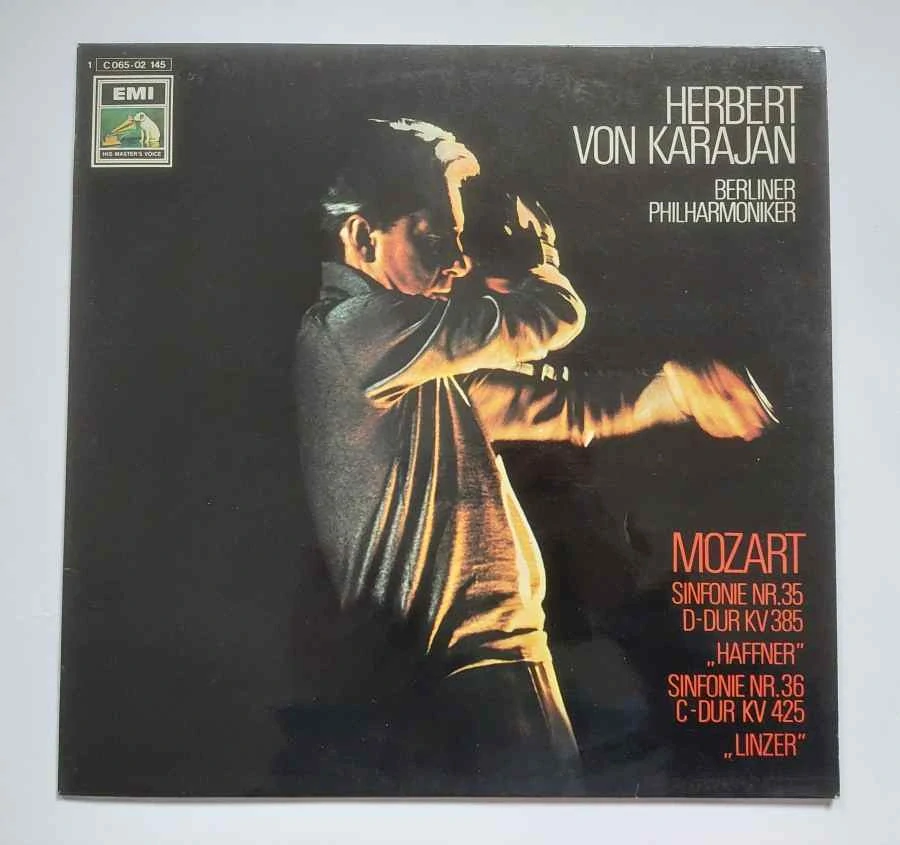 1 C 065-02 145
EMI
HIS MASTER'S VOICE
HERBERT
VON KARAJAN
BERLINER
PHILHARMONIKER
MOZART
SINFONIE NR.35
D-DUR KV 385
„HAFFNER”
SINFONIE NR.36
C-DUR KV 425
„LINZER”